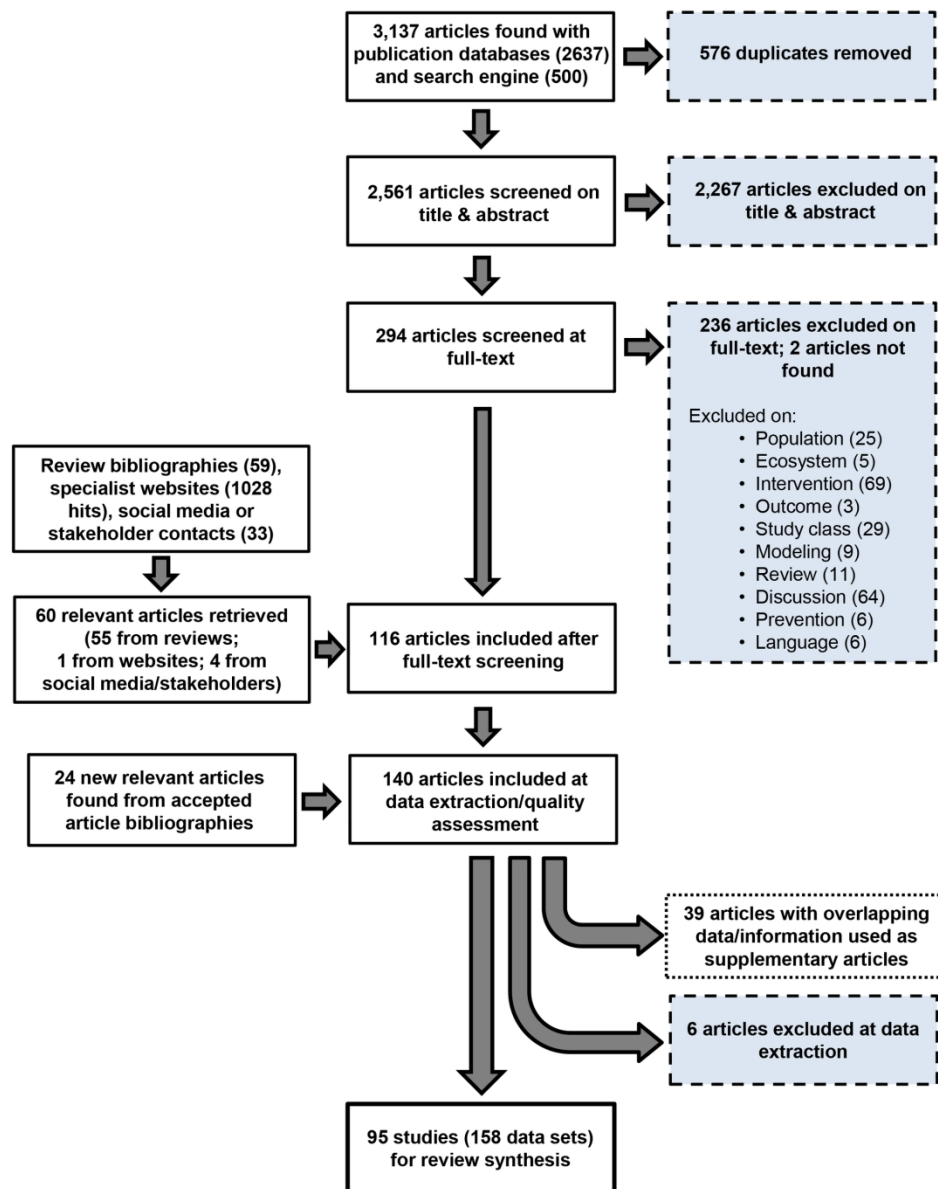 3,137 articles found with
publication databases (2637)
and search engine (500)
576 duplicates removed
2,561 articles screened on
title & abstract
2,267 articles excluded on
title & abstract
294 articles screened at
full-text
236 articles excluded on
full-text; 2 articles not
found
Excluded on:
• Population (25)
• Ecosystem (5)
• Intervention (69)
• Outcome (3)
• Study class (29)
• Modeling (9)
• Review (11)
• Discussion (64)
• Prevention (6)
• Language (6)
Review bibliographies (59),
specialist websites (1028
hits), social media or
stakeholder contacts (33)
60 relevant articles retrieved
(55 from reviews;
1 from websites; 4 from
social media/stakeholders)
116 articles included after
full-text screening
24 new relevant articles
found from accepted
article bibliographies
140 articles included at
data extraction/quality
assessment
39 articles with overlapping
data/information used as
supplementary articles
6 articles excluded at data
extraction
95 studies (158 data sets)
for review synthesis